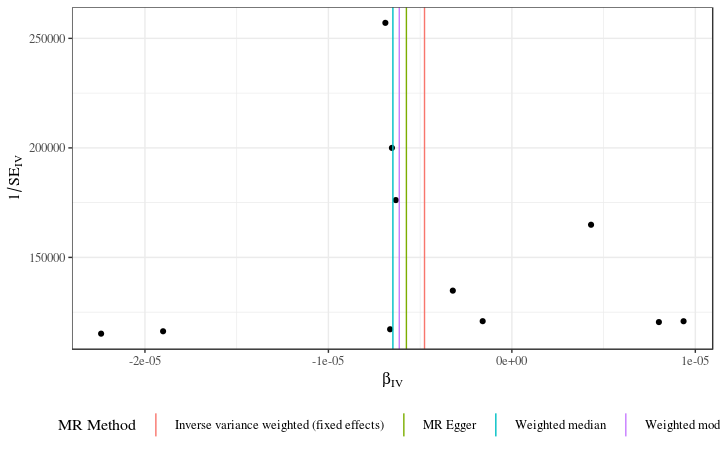 250000
200000
150000
1/SE_IV
-2e-05 -1e-05 0e+00 1e-05
β_IV
MR Method Inverse variance weighted (fixed effects) MR Egger Weighted median Weighted mod